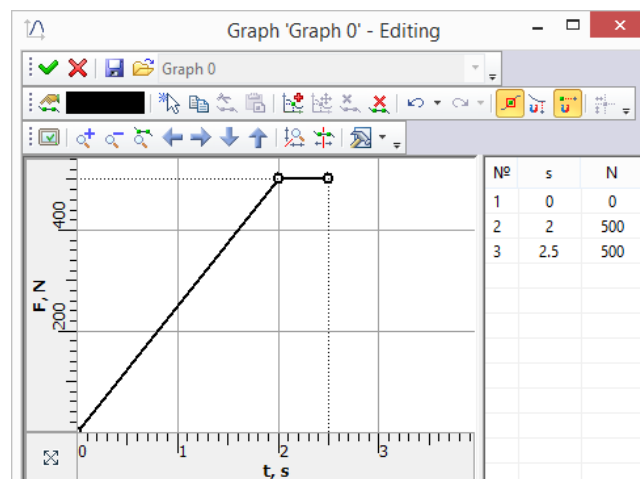 Graph 'Graph 0' - Editing
Graph 0
400
200
F, N
0 1 2 3
t, s
Nº s N
1 0 0
2 2 500
3 2.5 500